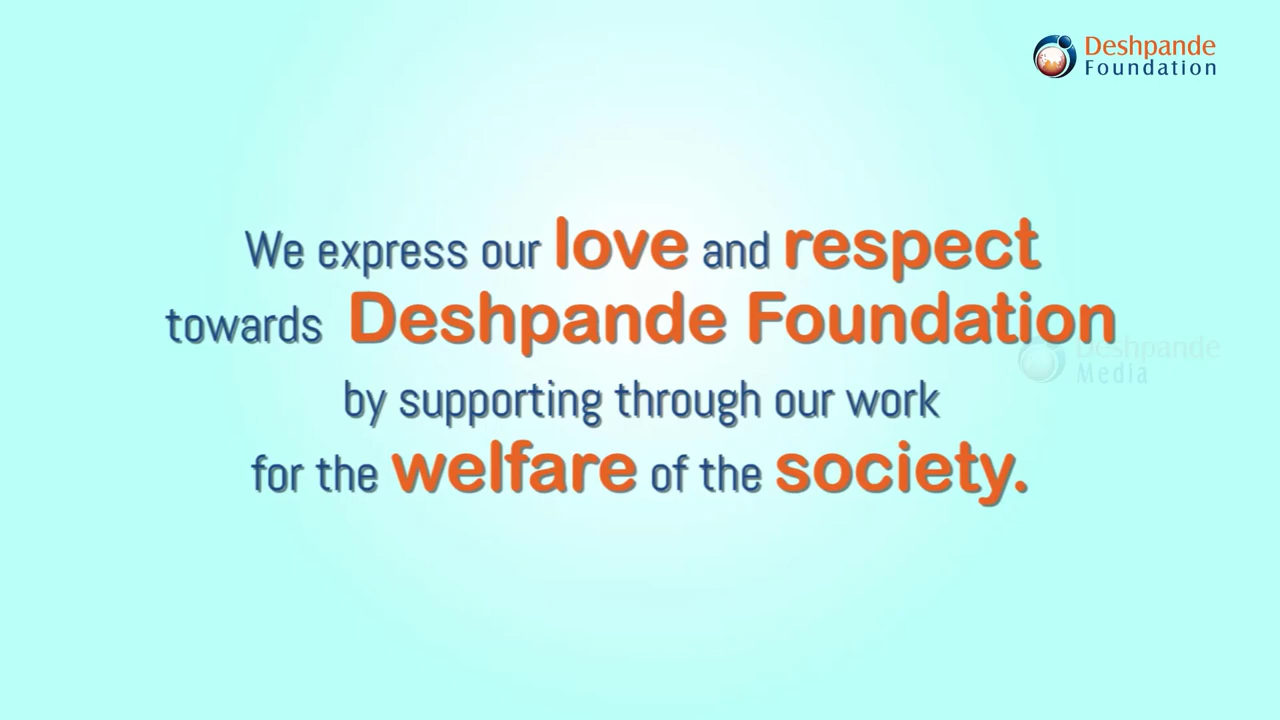 Deshpande
Foundation
We express our love and respect
towards Deshpande Foundation
Deshpande
Media
by supporting through our work
for the welfare of the society.